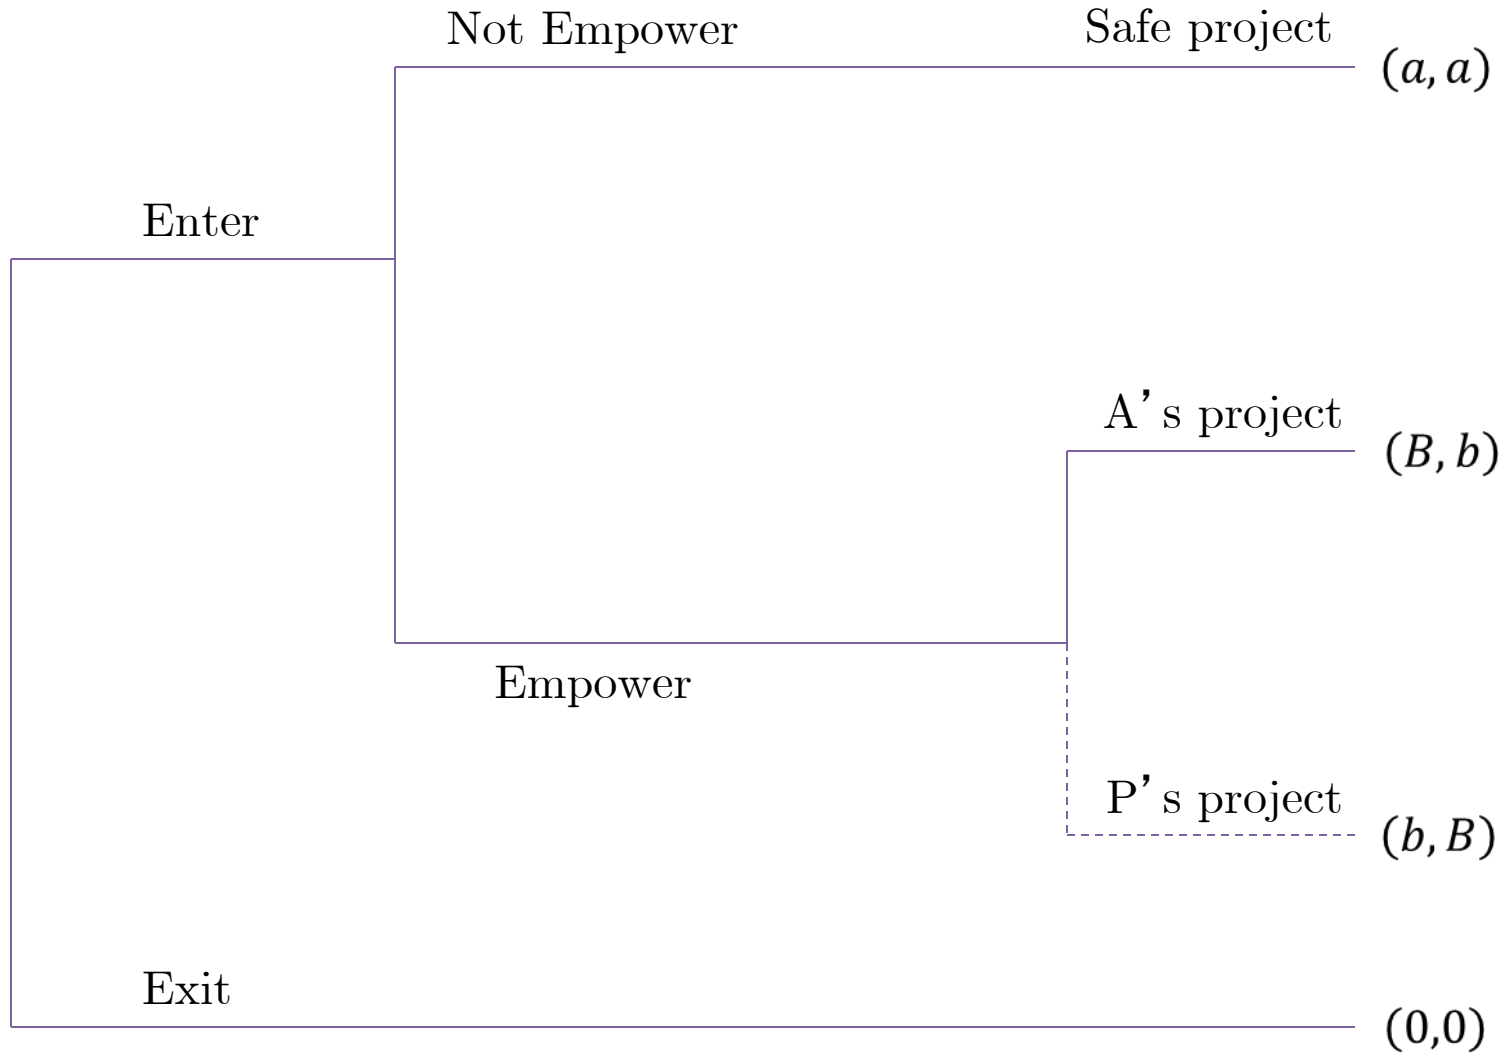 Not Empower
Safe project
(a, a)
Enter
A's project
(B, b)
Empower
P's project
(b, B)
Exit
(0,0)